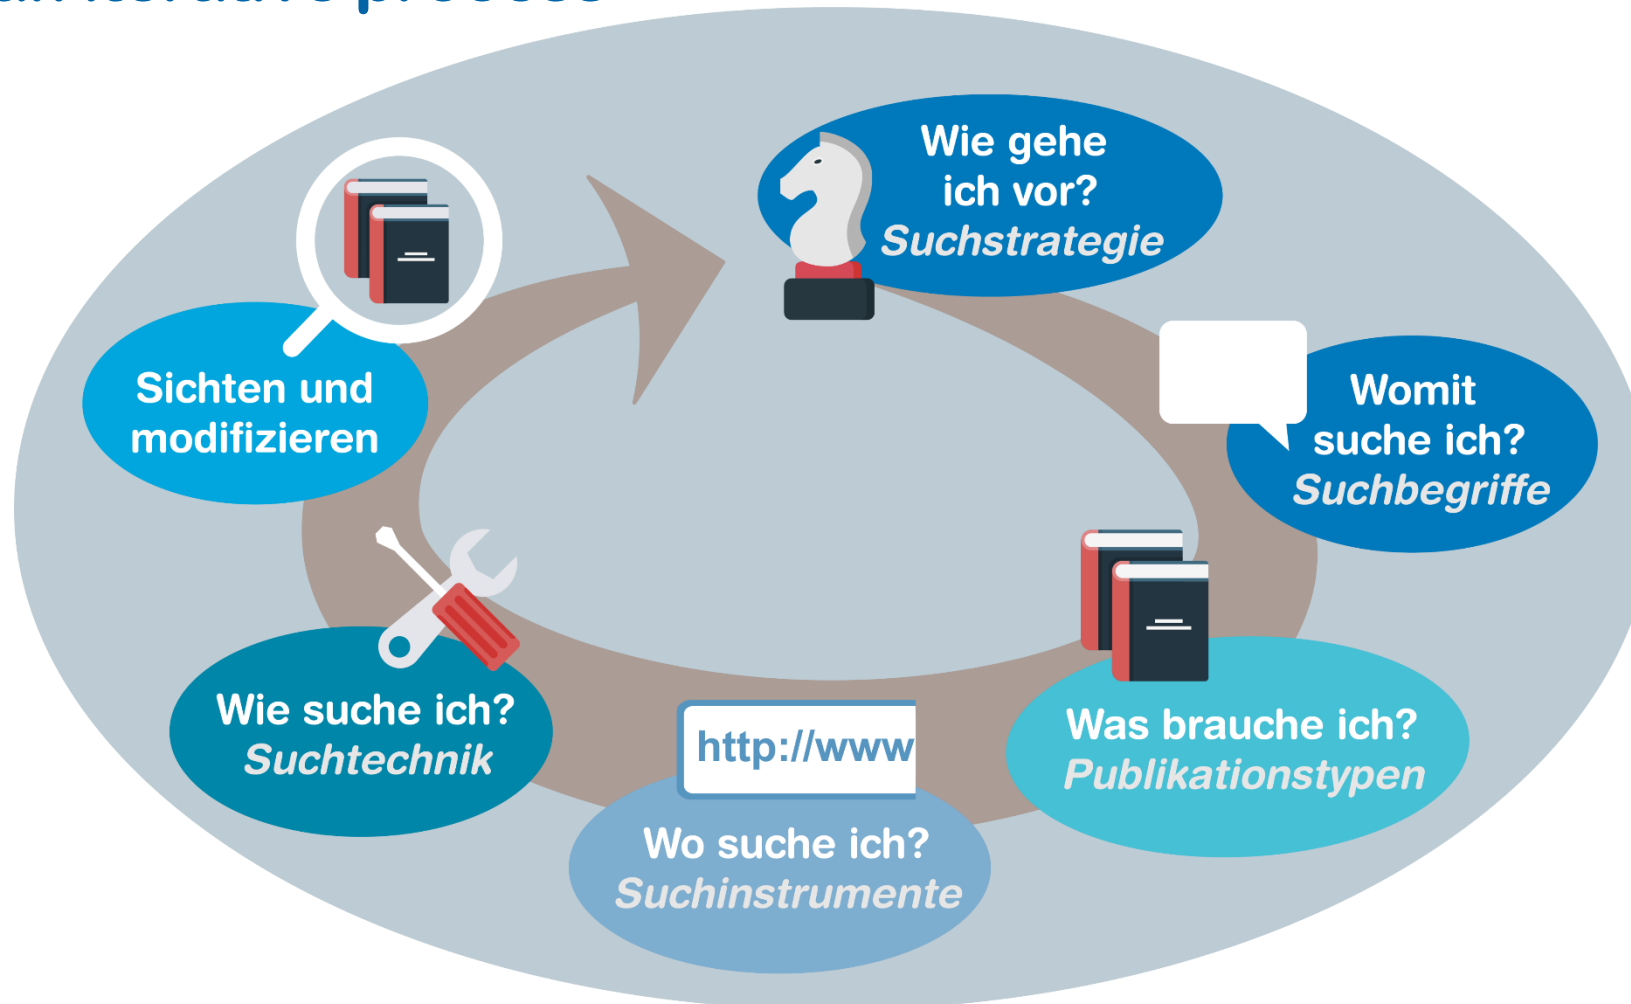 process
Wie gehe
ich vor?
Suchstrategie
Womit
suche ich?
Suchbegriffe
Was brauche ich?
Publikationstypen
http://www
Wo suche ich?
Suchinstrumente
Wie suche ich?
Suchtechnik
Sichten und
modifizieren